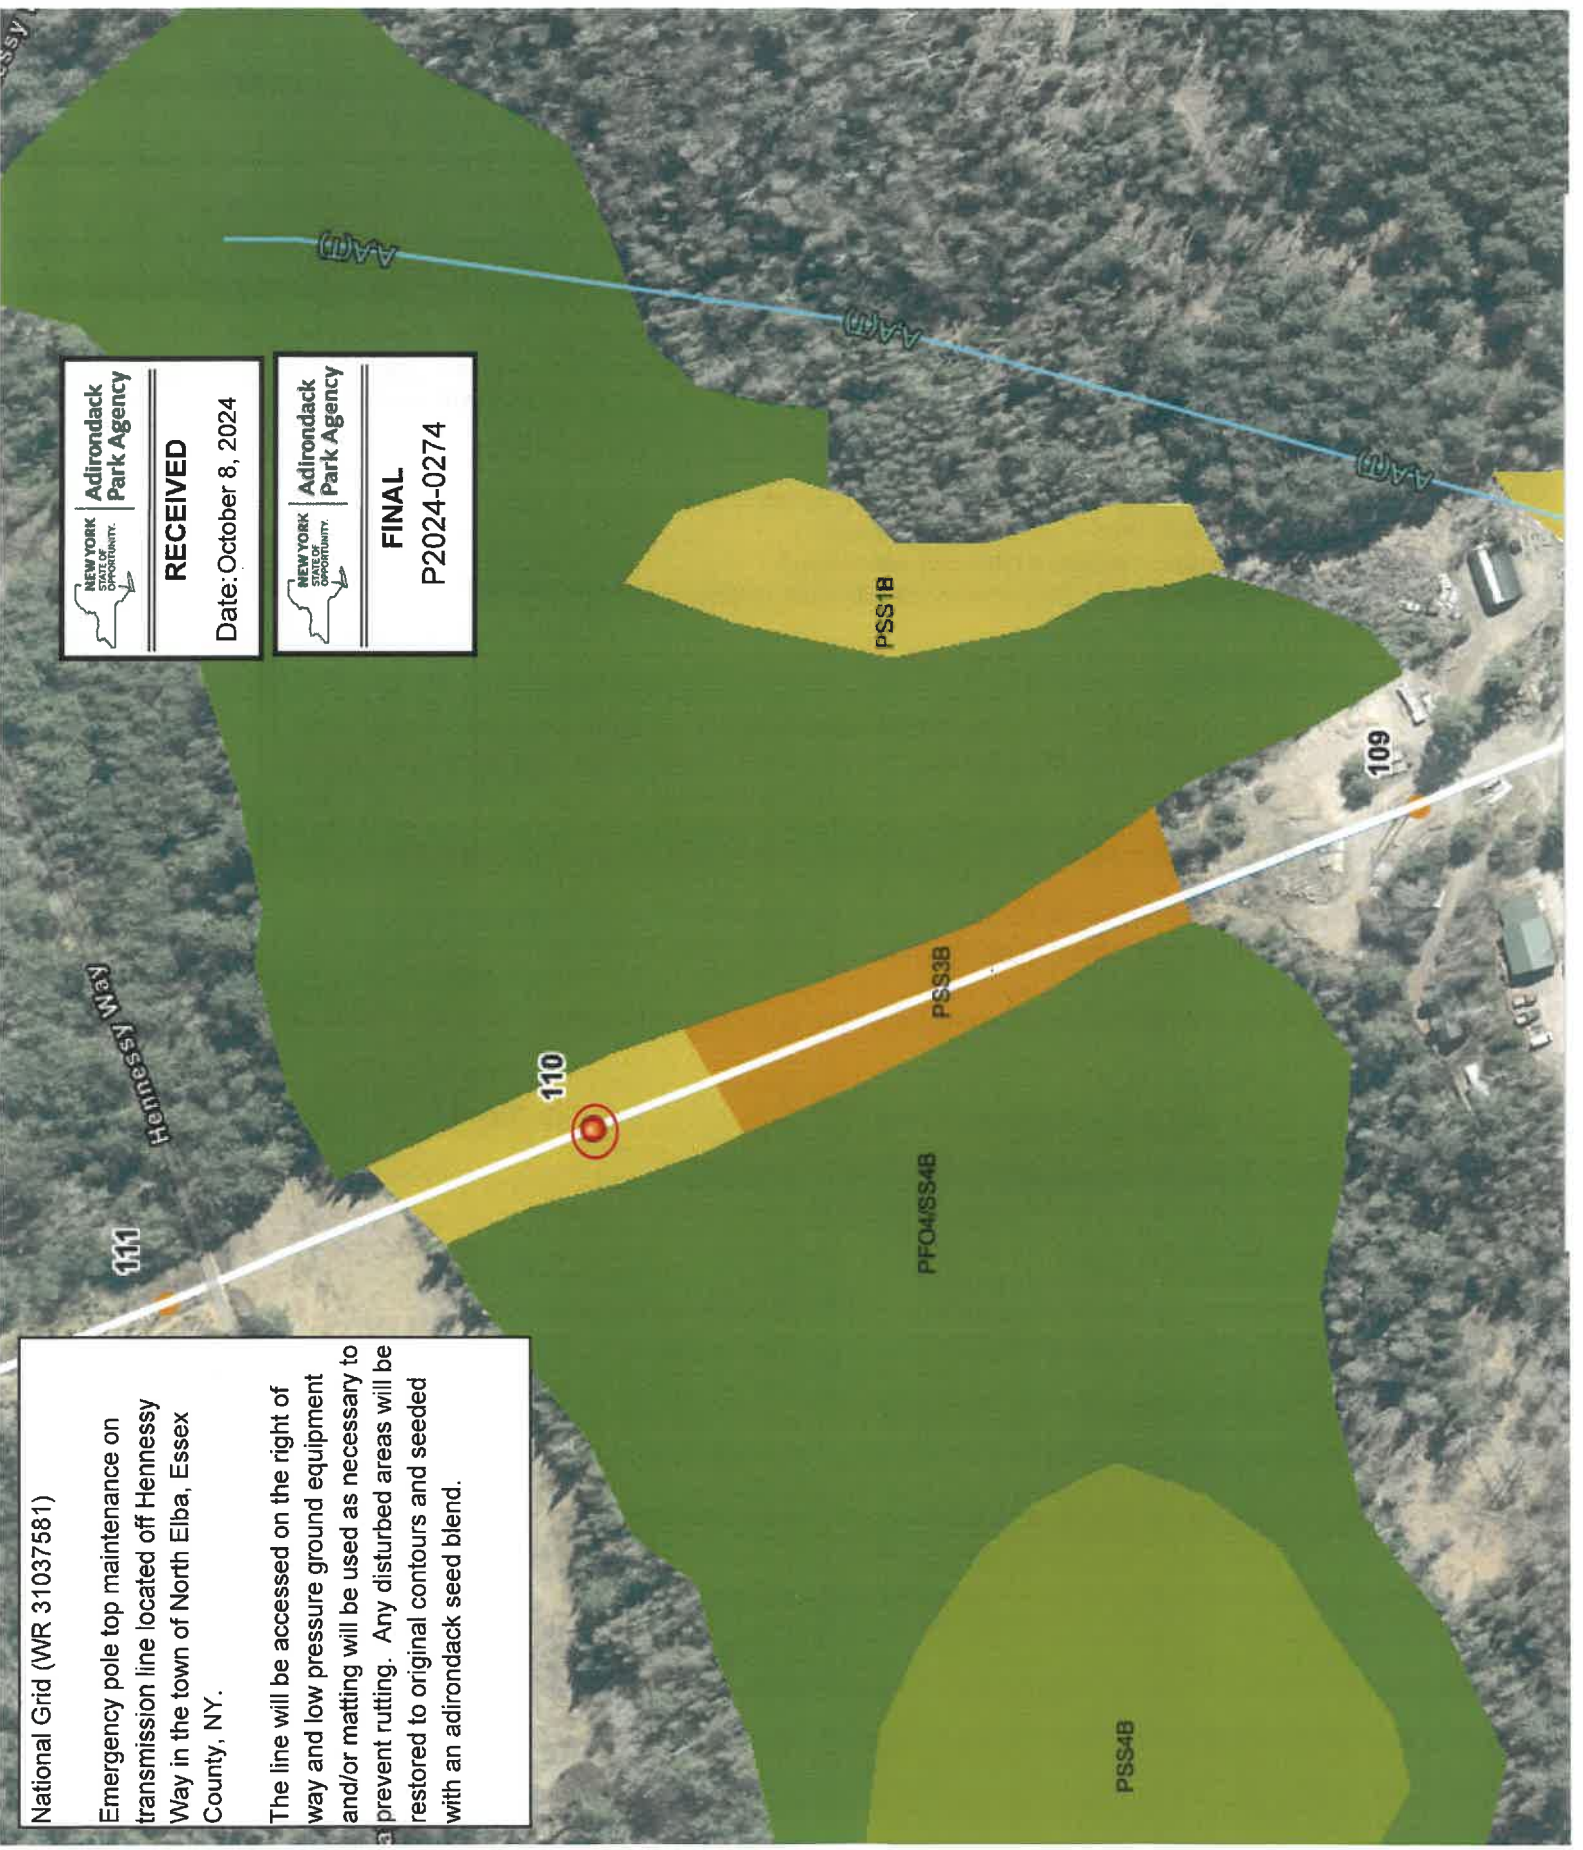 National Grid (WR 31037581)
Emergency pole top maintenance on
transmission line located off Hennessy
Way in the town of North Elba, Essex
County, NY.
The line will be accessed on the right of
way and low pressure ground equipment
and/or matting will be used as necessary to
prevent rutting.  Any disturbed areas will be
restored to original contours and seeded
with an adirondack seed blend.
a
111
Hennessy Way
110
109
NEW YORK
STATE OF
OPPORTUNITY.
Adirondack
Park Agency
RECEIVED
Date: October 8, 2024
NEW YORK
STATE OF
OPPORTUNITY.
Adirondack
Park Agency
FINAL
P2024-0274
PSS4B
PFO4/SS4B
PSS3B
PSS1B
AA(T)
AA(T)
AA(T)